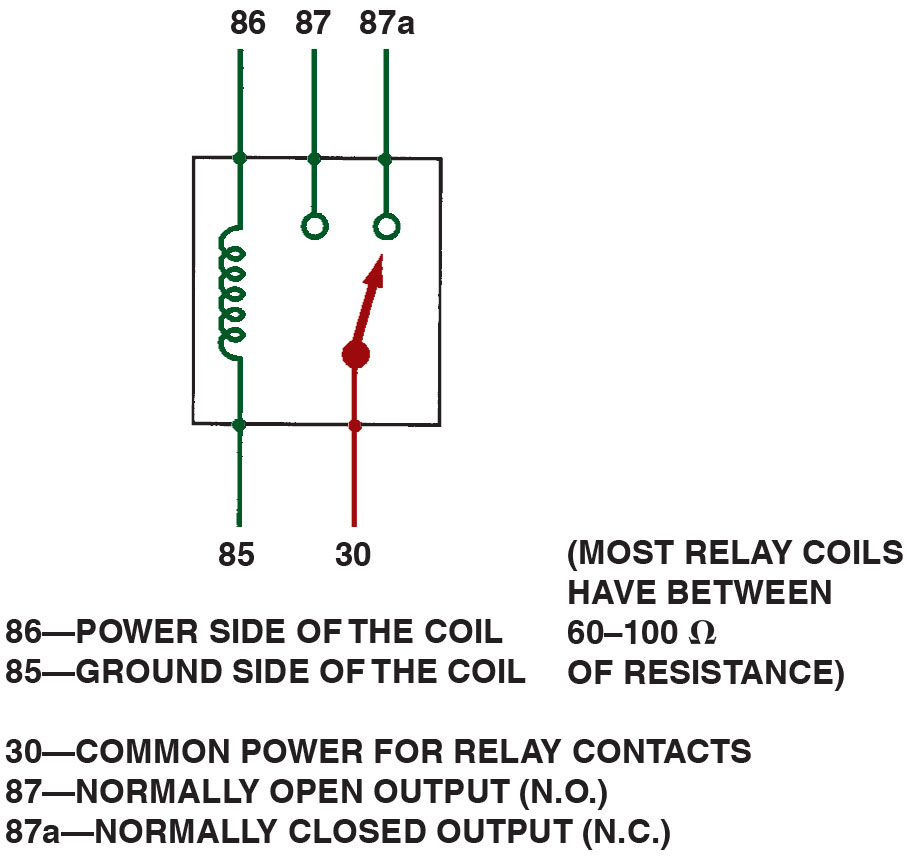 86 87 87a
85 30
(MOST RELAY COILS
HAVE BETWEEN
60–100 Ω
OF RESISTANCE)
86—POWER SIDE OF THE COIL
85—GROUND SIDE OF THE COIL
30—COMMON POWER FOR RELAY CONTACTS
87—NORMALLY OPEN OUTPUT (N.O.)
87a—NORMALLY CLOSED OUTPUT (N.C.)